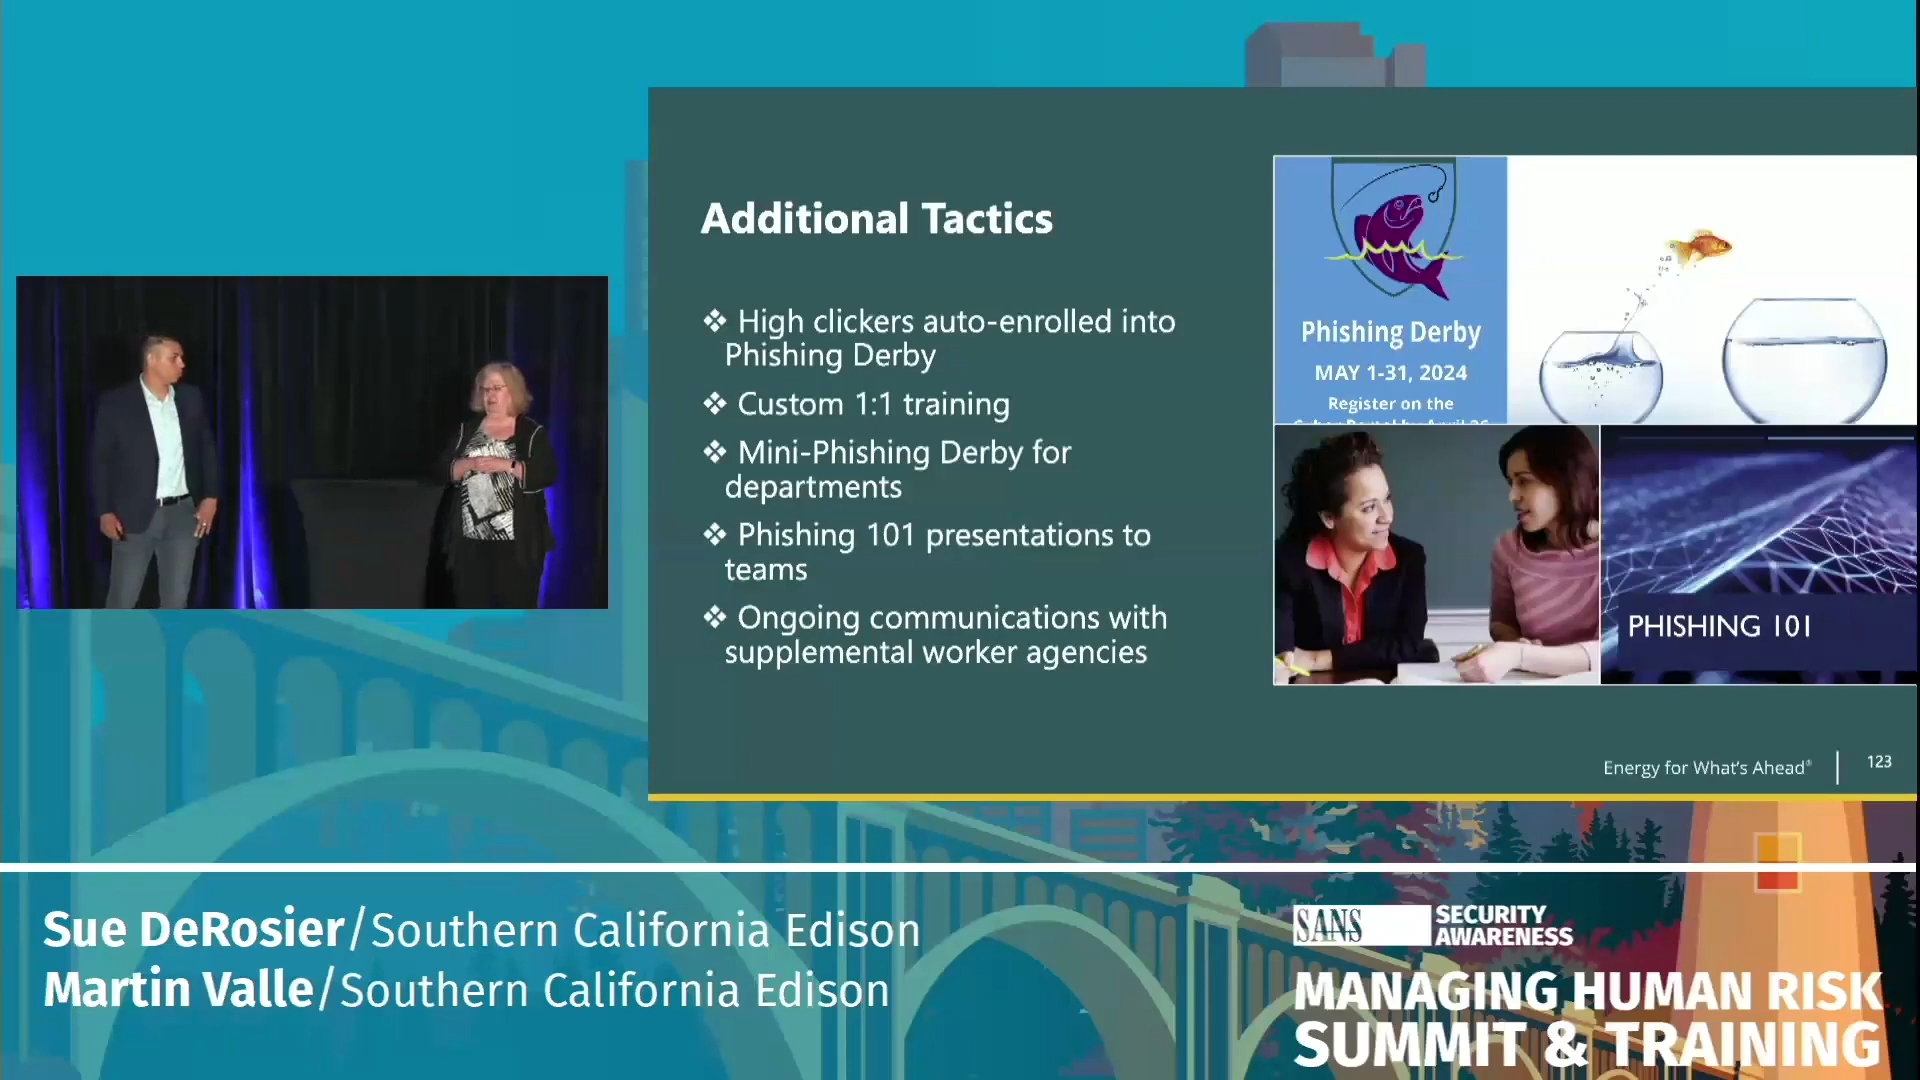 Additional Tactics
❖ High clickers auto-enrolled into
Phishing Derby
❖ Custom 1:1 training
❖ Mini-Phishing Derby for
departments
❖ Phishing 101 presentations to
teams
❖ Ongoing communications with
supplemental worker agencies
Phishing Derby
MAY 1-31, 2024
Register on the
PHISHING 101
Energy for What's Ahead®
123
Sue DeRosier/Southern California Edison
Martin Valle/Southern California Edison
SANS
SECURITY
AWARENESS
MANAGING HUMAN RISK
SUMMIT & TRAINING